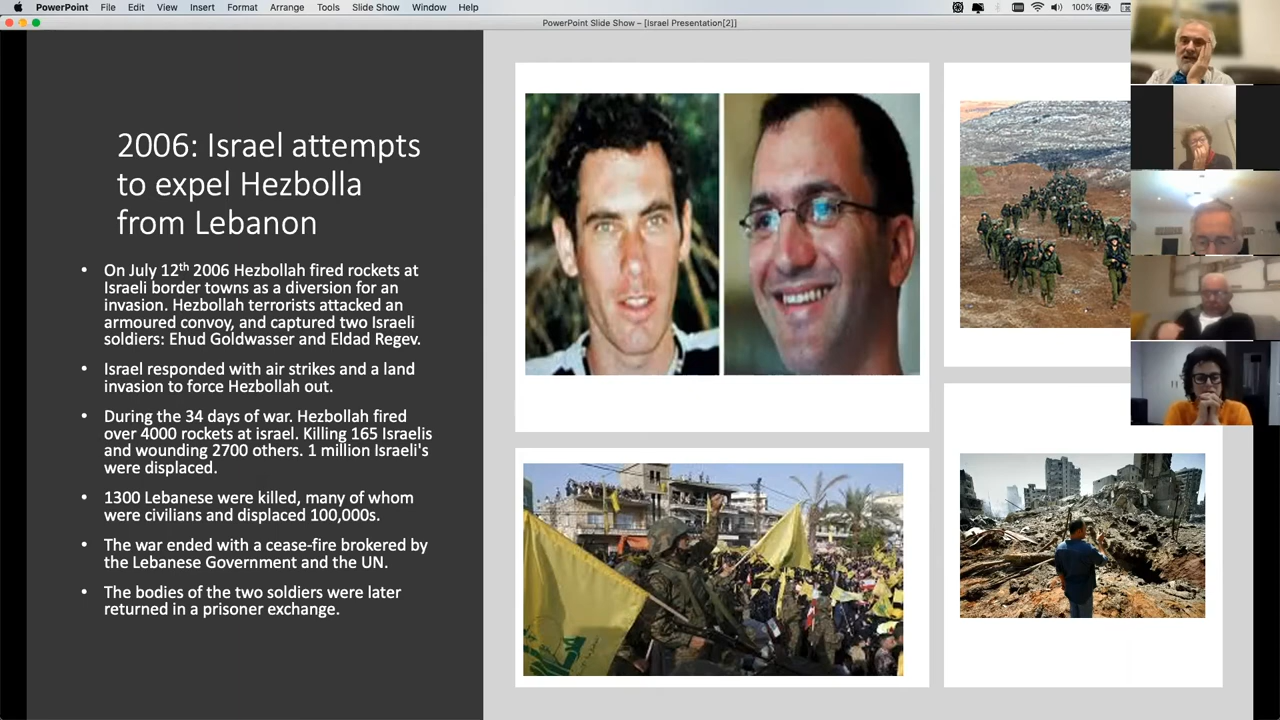 PowerPoint File Edit View Insert Format Arrange Tools Slide Show Window Help 100%
PowerPoint Slide Show – [Israel Presentation[2]]
2006: Israel attempts
to expel Hezbolla
from Lebanon
• On July 12th 2006 Hezbollah fired rockets at
Israeli border towns as a diversion for an
invasion. Hezbollah terrorists attacked an
armoured convoy, and captured two Israeli
soldiers: Ehud Goldwasser and Eldad Regev.
• Israel responded with air strikes and a land
invasion to force Hezbollah out.
• During the 34 days of war. Hezbollah fired
over 4000 rockets at israel. Killing 165 Israelis
and wounding 2700 others. 1 million Israeli's
were displaced.
• 1300 Lebanese were killed, many of whom
were civilians and displaced 100,000s.
• The war ended with a cease-fire brokered by
the Lebanese Government and the UN.
• The bodies of the two soldiers were later
returned in a prisoner exchange.